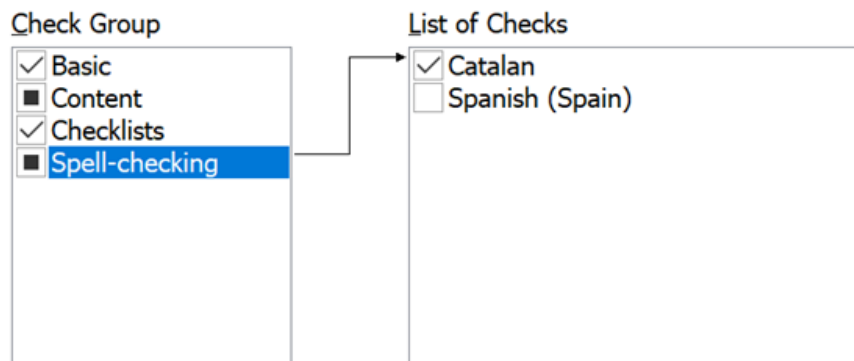 Check Group
Basic
Content
Checklists
Spell-checking
List of Checks
Catalan
Spanish (Spain)